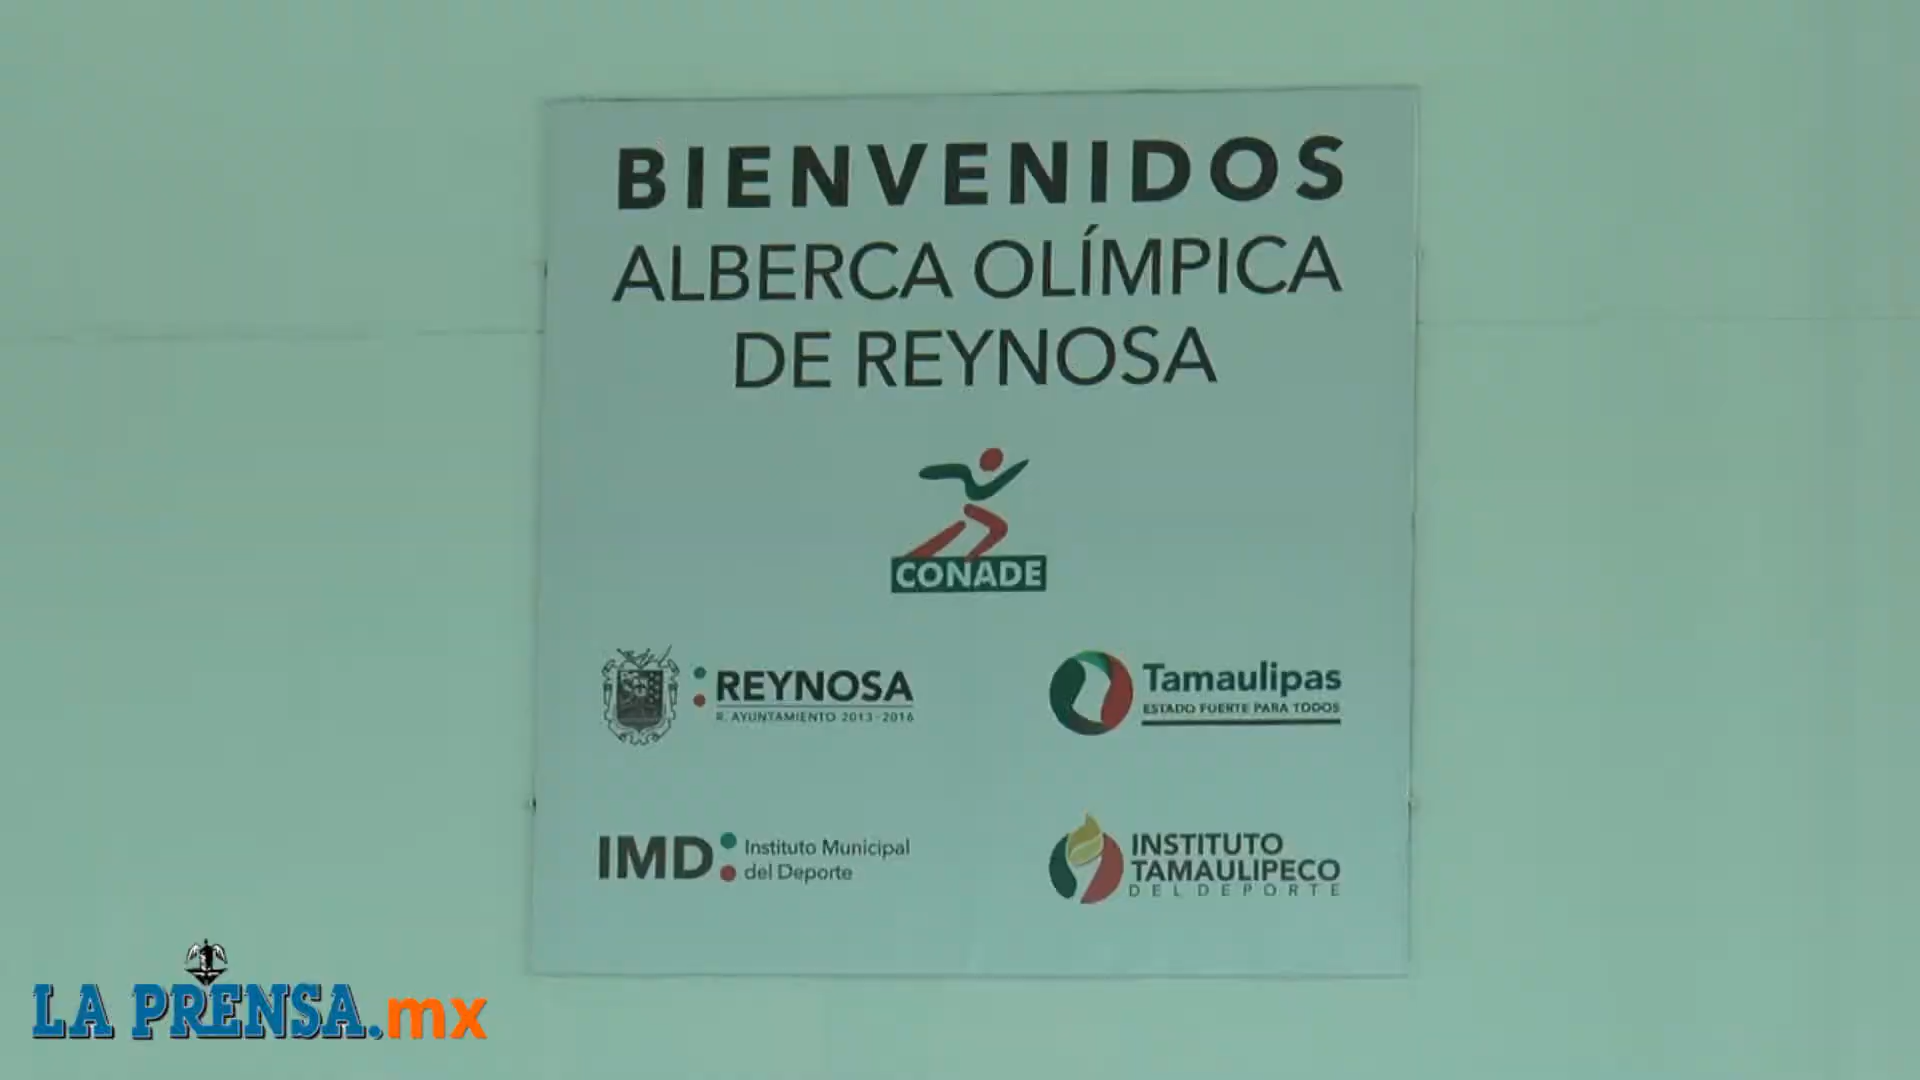 BIENVENIDOS
ALBERCA OLÍMPICA
DE REYNOSA
CONADE
REYNOSA
R. AYUNTAMIENTO 2013-2016
Tamaulipas
ESTADO FUERTE PARA TODOS
IMD
Instituto Municipal
del Deporte
INSTITUTO
TAMAULIPECO
DEL DEPORTE
LA PRENSA.mx